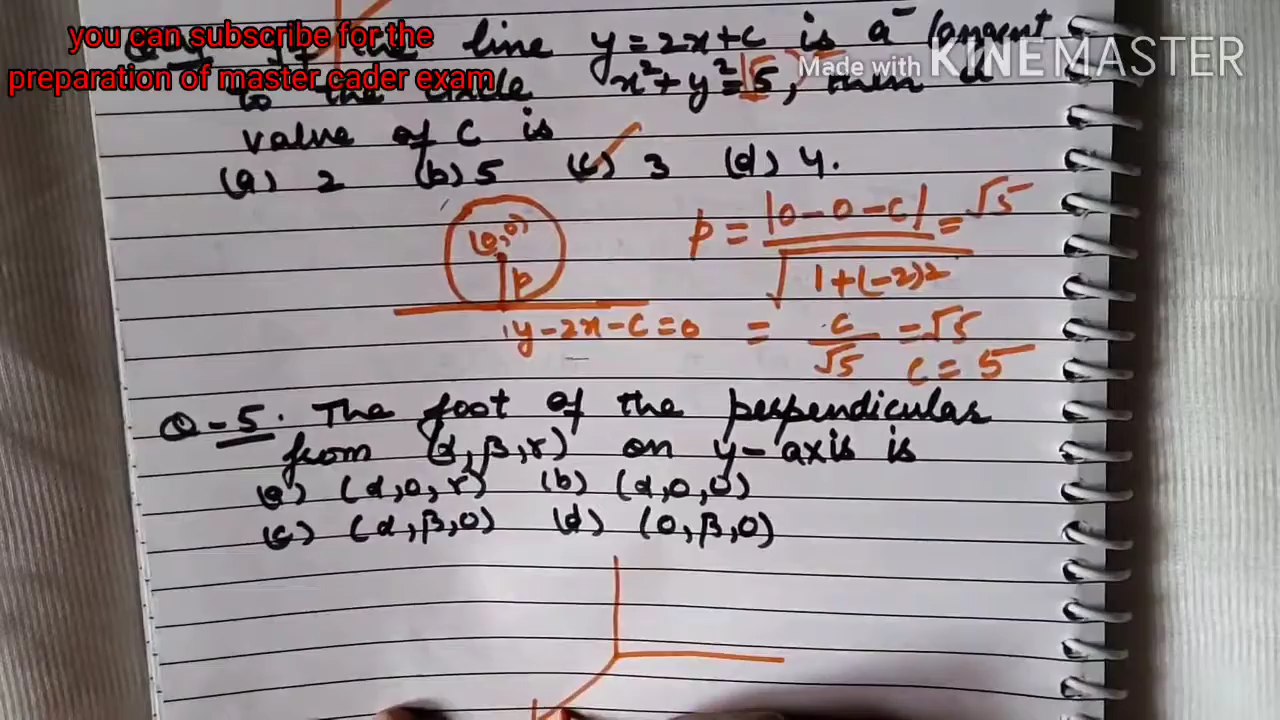 you can subscribe for the
preparation of master cader exam
Made with KINEMASTER
If the line y=2x+c is a tangent
to the circle x²+y²=5, then a
value of c is
(a) 2 (b) 5 (c) 3 (d) 4.
(0,0)
p
y-2x-c=0
p = |0-0-c| / √1+(-2)² = √5
= c/√5 = √5
c = 5
Q-5. The foot of the perpendicular
from (α,β,γ) on y-axis is
(a) (α,0,γ) (b) (α,0,0)
(c) (α,β,0) (d) (0,β,0)